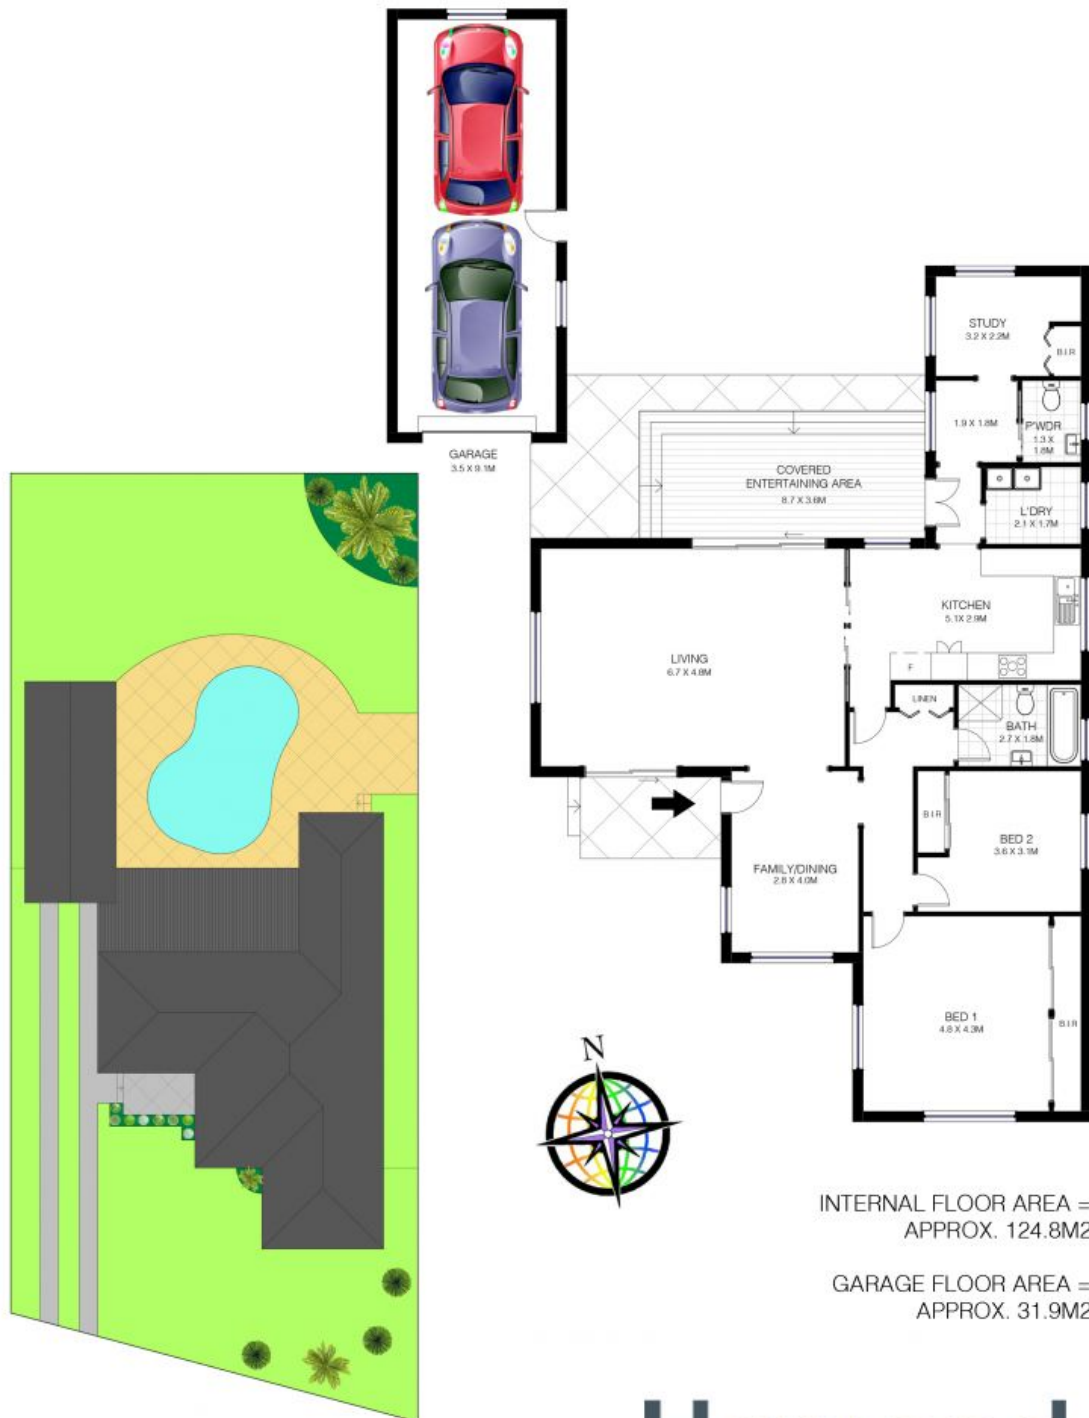 STUDY
3.2 X 2.2M
B.I.R
1.9 X 1.8M
P'WDR
1.3 X
1.8M
GARAGE
3.5 X 9.1M
COVERED
ENTERTAINING AREA
8.7 X 3.6M
L'DRY
2.1 X 1.7M
KITCHEN
5.1X 2.9M
LIVING
6.7 X 4.8M
F
LINEN
BATH
2.7 X 1.8M
B.I.R
BED 2
3.6 X 3.1M
FAMILY/DINING
2.8 X 4.0M
BED 1
4.8 X 4.3M
B.I.R
N
INTERNAL FLOOR AREA =
APPROX. 124.8M2
GARAGE FLOOR AREA =
APPROX. 31.9M2